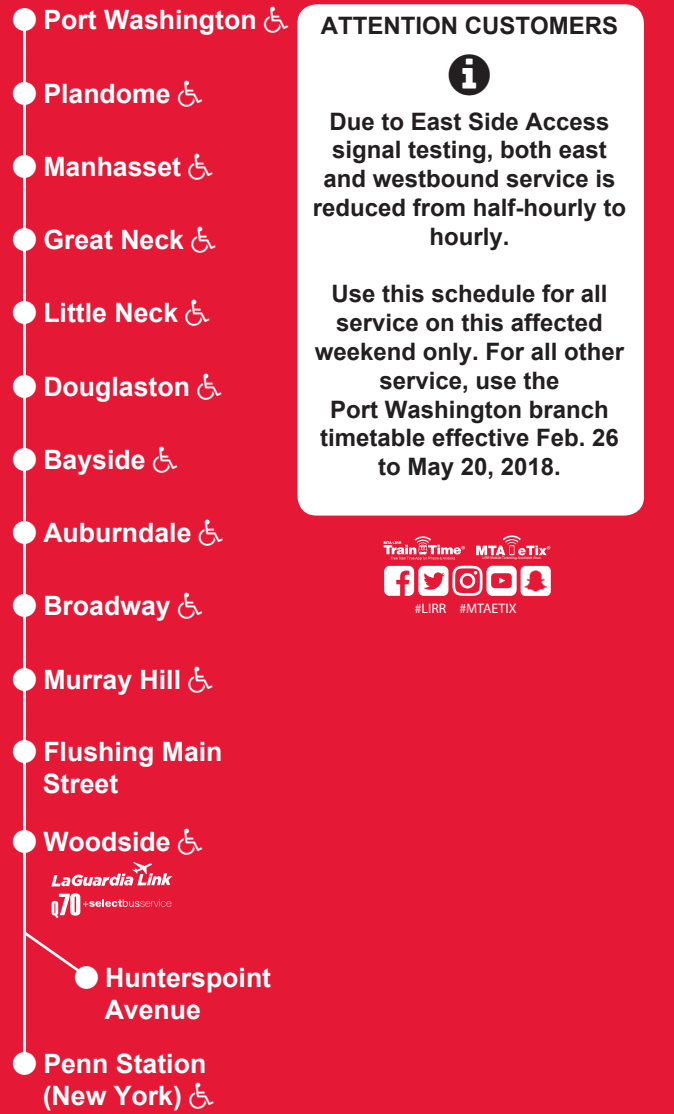 Port Washington
Plandome
Manhasset
Great Neck
Little Neck
Douglaston
Bayside
Auburndale
Broadway
Murray Hill
Flushing Main
Street
Woodside
LaGuardia Link
Q70 +selectbusservice
Hunterspoint
Avenue
Penn Station
(New York)
ATTENTION CUSTOMERS
Due to East Side Access
signal testing, both east
and westbound service is
reduced from half-hourly to
hourly.
Use this schedule for all
service on this affected
weekend only. For all other
service, use the
Port Washington branch
timetable effective Feb. 26
to May 20, 2018.
MTA LIRR
Train Time®
MTA eTix®
#LIRR #MTAETIX